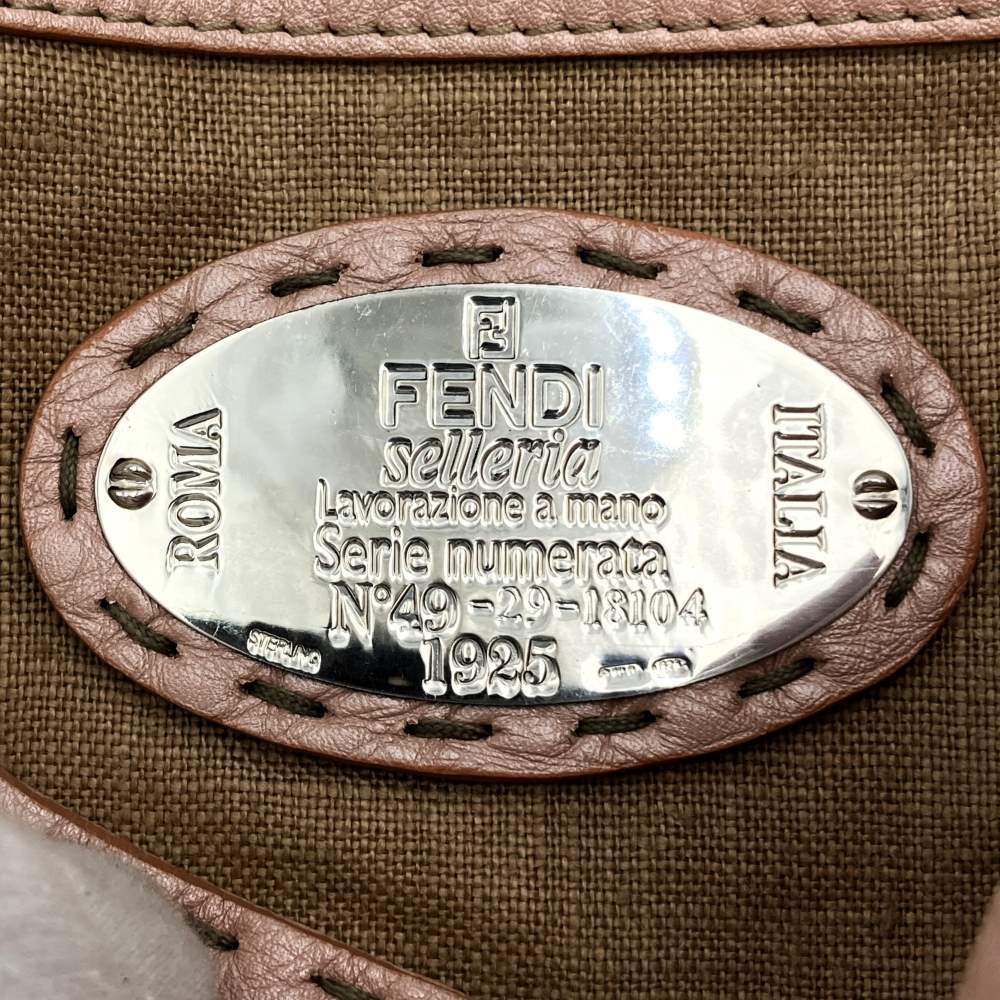 FENDI
selleria
Lavorazione a mano
Serie numerata
N°49-29-18104
1925
ROMA
ITALIA
STERLING